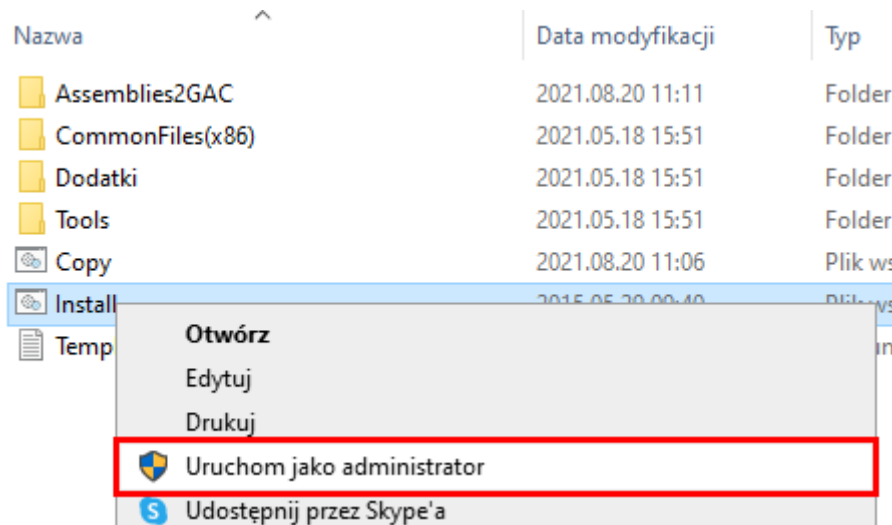 Nazwa Data modyfikacji Typ
Assemblies2GAC 2021.08.20 11:11 Folder
CommonFiles(x86) 2021.05.18 15:51 Folder
Dodatki 2021.05.18 15:51 Folder
Tools 2021.05.18 15:51 Folder
Copy 2021.08.20 11:06 Plik ws
Install
Temp
Otwórz
Edytuj
Drukuj
Uruchom jako administrator
Udostępnij przez Skype'a